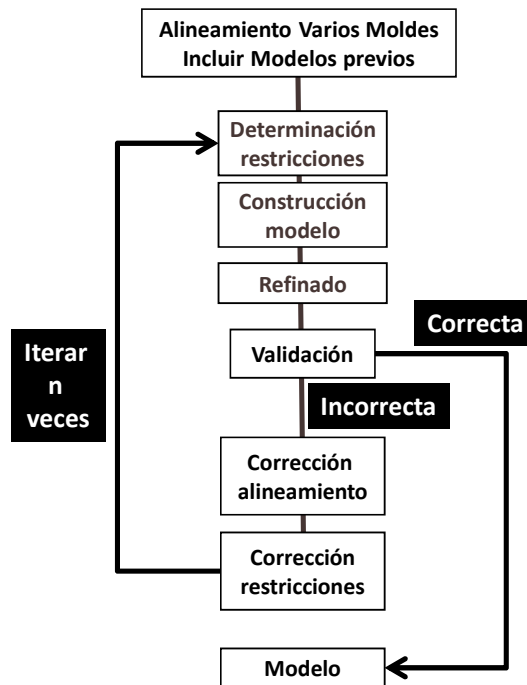 Alineamiento Varios Moldes
Incluir Modelos previos
Determinación
restricciones
Construcción
modelo
Refinado
Correcta
Validación
Iterar
n
veces
Incorrecta
Corrección
alineamiento
Corrección
restricciones
Modelo